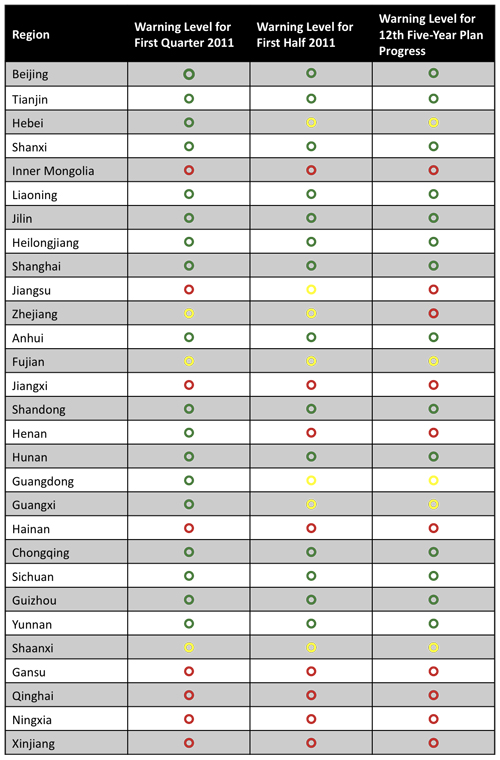 Region
Warning Level for
First Quarter 2011
Warning Level for
First Half 2011
Warning Level for
12th Five-Year Plan
Progress
Beijing
Tianjin
Hebei
Shanxi
Inner Mongolia
Liaoning
Jilin
Heilongjiang
Shanghai
Jiangsu
Zhejiang
Anhui
Fujian
Jiangxi
Shandong
Henan
Hunan
Guangdong
Guangxi
Hainan
Chongqing
Sichuan
Guizhou
Yunnan
Shaanxi
Gansu
Qinghai
Ningxia
Xinjiang